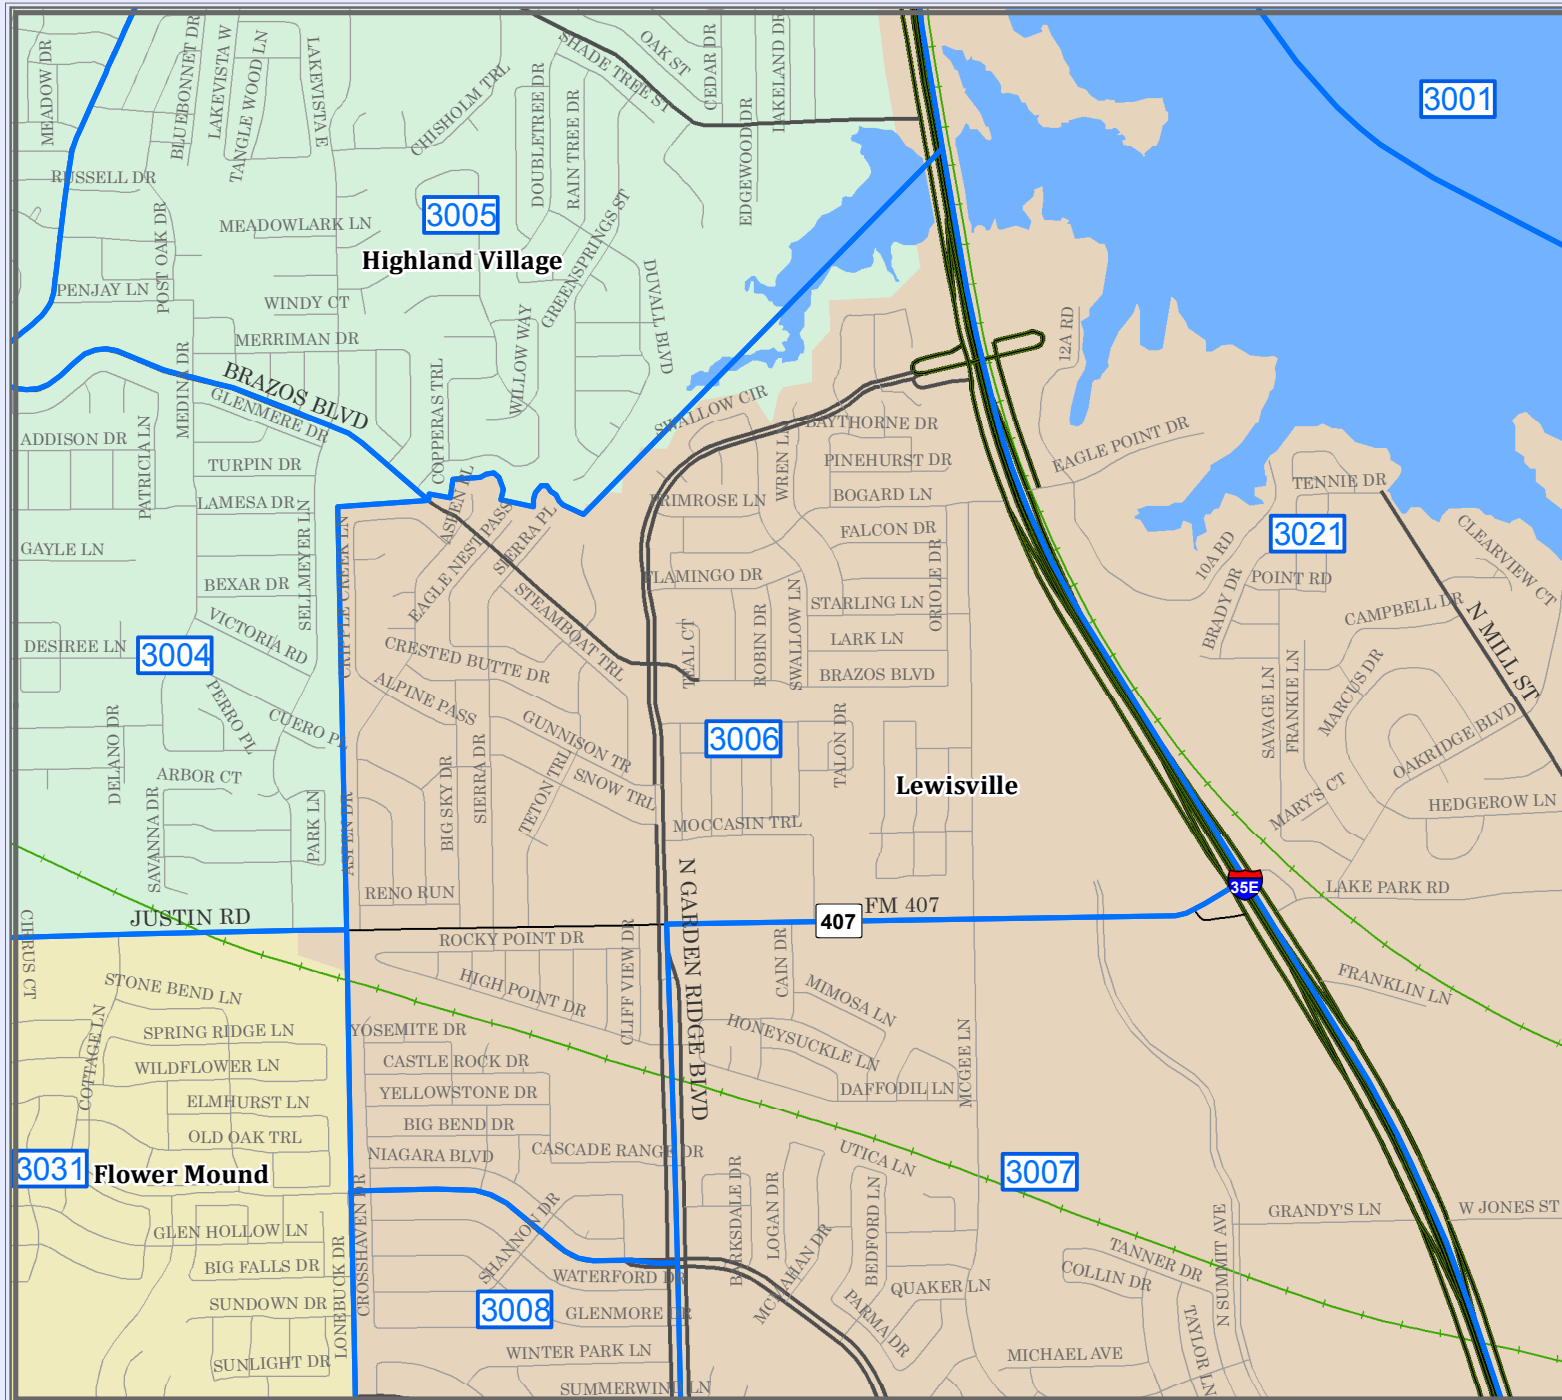 MEADOW DR
BLUEBONNET DR
LAKEVISTA W
TANGLE WOOD LN
LAKEVISTA E
CHISHOLM TRL
SHADE TREE ST
OAK ST
CEDAR DR
LAKELAND DR
DOUBLETREE DR
RAIN TREE DR
EDGEWOOD DR
3001
RUSSELL DR
POST OAK DR
MEADOWLARK LN
3005
Highland Village
GREENSPRINGS ST
DUVALL BLVD
PENJAY LN
WINDY CT
MERRIMAN DR
WILLOW WAY
12A RD
MEDINA DR
BRAZOS BLVD
GLENMERE DR
COPPERAS TRL
SWALLOW CIR
BAYTHORNE DR
EAGLE POINT DR
ADDISON DR
PATRICIA LN
TURPIN DR
WREN LN
PINEHURST DR
LAMESA DR
ASPEN PL
PRIMROSE LN
BOGARD LN
TENNIE DR
3021
GAYLE LN
SELLMEYER LN
CRIPPLE CREEK LN
EAGLE NEST PASS
SIERRA PL
FALCON DR
ORIOLE DR
10A RD
CLEARVIEW CT
BEXAR DR
FLAMINGO DR
STEAMBOAT TRL
SWALLOW LN
STARLING LN
BRADY DR
POINT RD
CAMPBELL DR
N MILL ST
VICTORIA RD
DESIREE LN
3004
CRESTED BUTTE DR
TEAL CT
ROBIN DR
LARK LN
BRAZOS BLVD
MARCUS DR
ALPINE PASS
PERRO PL
CUERO PL
GUNNISON TR
3006
TALON DR
SAVAGE LN
FRANKIE LN
OAKRIDGE BLVD
DELANO DR
ARBOR CT
SAVANNA DR
PARK LN
ASPEN DR
BIG SKY DR
SIERRA DR
TETON TRL
SNOW TRL
MOCCASIN TRL
Lewisville
MARY'S CT
HEDGEROW LN
RENO RUN
35E
LAKE PARK RD
JUSTIN RD
407
FM 407
N GARDEN RIDGE BLVD
CIRRUS CT
ROCKY POINT DR
HIGH POINT DR
CLIFF VIEW DR
CAIN DR
MIMOSA LN
FRANKLIN LN
STONE BEND LN
COTTAGE LN
SPRING RIDGE LN
YOSEMITE DR
HONEYSUCKLE LN
MCGEE LN
WILDFLOWER LN
CASTLE ROCK DR
DAFFODIL LN
ELMHURST LN
YELLOWSTONE DR
OLD OAK TRL
BIG BEND DR
3031
Flower Mound
NIAGARA BLVD
CASCADE RANGE DR
UTICA LN
3007
BARKSDALE DR
LOGAN DR
BEDFORD LN
CROSSHAVEN DR
SHANNON DR
GRANDY'S LN
W JONES ST
GLEN HOLLOW LN
LONEBUCK DR
BIG FALLS DR
WATERFORD DR
MCMAHAN DR
QUAKER LN
TANNER DR
COLLIN DR
N SUMMIT AVE
SUNDOWN DR
3008
GLENMORE DR
PARMA DR
TAYLOR LN
SUNLIGHT DR
WINTER PARK LN
MICHAEL AVE
SUMMERWIND LN